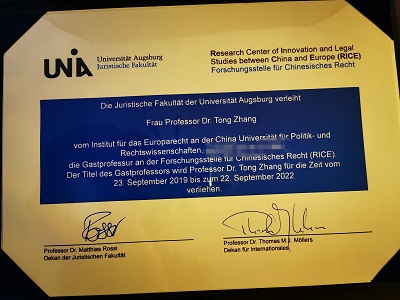 UNIA
Universität Augsburg
Juristische Fakultät
Research Center of Innovation and Legal
Studies between China and Europe (RICE)
Forschungsstelle für Chinesisches Recht
Die Juristische Fakultät der Universität Augsburg verleiht
Frau Professor Dr. Tong Zhang
vom Institut für das Europarecht an der China Universität für Politik- und
Rechtswissenschaften,
die Gastprofessur an der Forschungsstelle für Chinesisches Recht (RICE).
Der Titel des Gastprofessors wird Professor Dr. Tong Zhang für die Zeit vom
23. September 2019 bis zum 22. September 2022
verliehen.
Professor Dr. Matthias Rossi
Dekan der Juristischen Fakultät
Professor Dr. Thomas M.J. Möllers
Dekan für Internationales